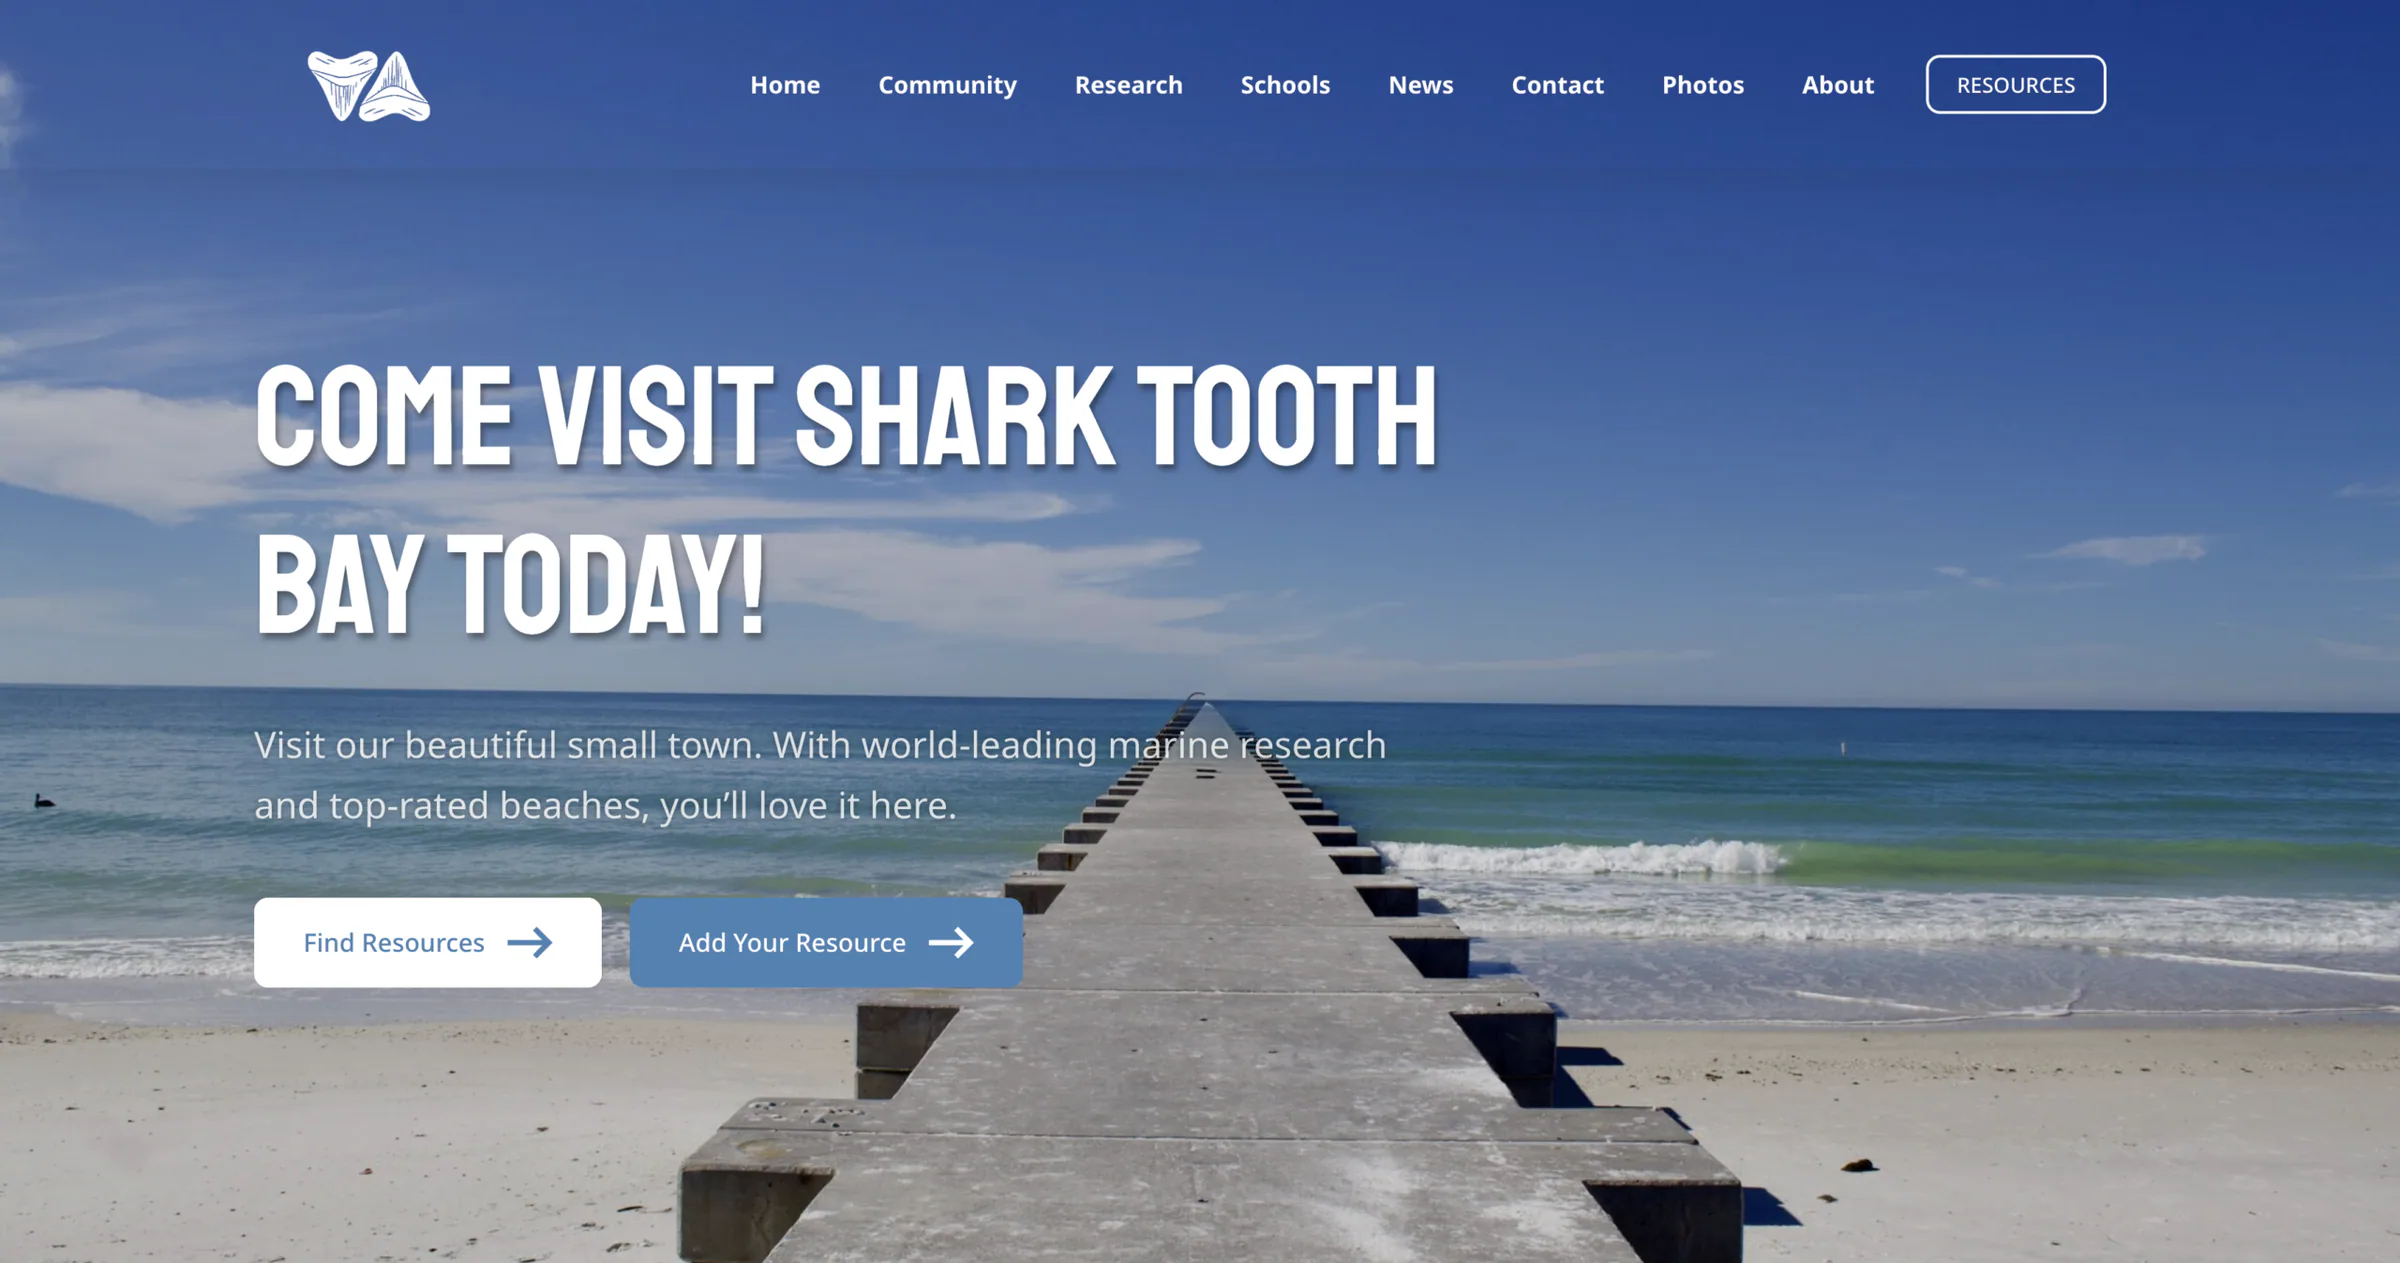 Home Community Research Schools News Contact Photos About RESOURCES
COME VISIT SHARK TOOTH
BAY TODAY!
Visit our beautiful small town. With world-leading marine research
and top-rated beaches, you’ll love it here.
Find Resources Add Your Resource